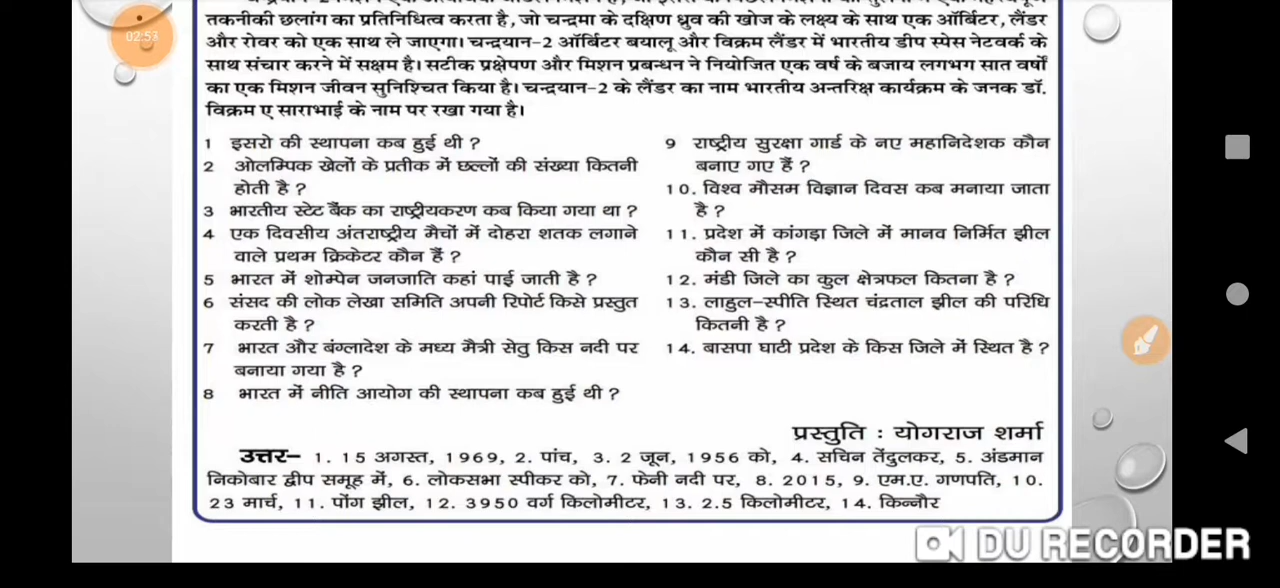 तकनीकी छलांग का प्रतिनिधित्व करता है, जो चन्द्रमा के दक्षिण ध्रुव की खोज के लक्ष्य के साथ एक ऑर्बिटर, लैंडर
02:53
और रोवर को एक साथ ले जाएगा। चन्द्रयान-2 ऑर्बिटर बयालू और विक्रम लैंडर में भारतीय डीप स्पेस नेटवर्क के
साथ संचार करने में सक्षम है। सटीक प्रक्षेपण और मिशन प्रबन्धन ने नियोजित एक वर्ष के बजाय लगभग सात वर्षों
का एक मिशन जीवन सुनिश्चित किया है। चन्द्रयान-2 के लैंडर का नाम भारतीय अन्तरिक्ष कार्यक्रम के जनक डॉ.
विक्रम ए साराभाई के नाम पर रखा गया है।
1 इसरो की स्थापना कब हुई थी ?
2 ओलम्पिक खेलों के प्रतीक में छल्लों की संख्या कितनी
होती है ?
3 भारतीय स्टेट बैंक का राष्ट्रीयकरण कब किया गया था ?
4 एक दिवसीय अंतराष्ट्रीय मैचों में दोहरा शतक लगाने
वाले प्रथम क्रिकेटर कौन हैं ?
5 भारत में शोम्पेन जनजाति कहां पाई जाती है ?
6 संसद की लोक लेखा समिति अपनी रिपोर्ट किसे प्रस्तुत
करती है ?
7 भारत और बंग्लादेश के मध्य मैत्री सेतु किस नदी पर
बनाया गया है ?
8 भारत में नीति आयोग की स्थापना कब हुई थी ?
9 राष्ट्रीय सुरक्षा गार्ड के नए महानिदेशक कौन
बनाए गए हैं ?
10. विश्व मौसम विज्ञान दिवस कब मनाया जाता
है ?
11. प्रदेश में कांगड़ा जिले में मानव निर्मित झील
कौन सी है ?
12. मंडी जिले का कुल क्षेत्रफल कितना है ?
13. लाहुल-स्पीति स्थित चंद्रताल झील की परिधि
कितनी है ?
14. बासपा घाटी प्रदेश के किस जिले में स्थित है ?
प्रस्तुति : योगराज शर्मा
उत्तर- 1. 15 अगस्त, 1969, 2. पांच, 3. 2 जून, 1956 को, 4. सचिन तेंदुलकर, 5. अंडमान
निकोबार द्वीप समूह में, 6. लोकसभा स्पीकर को, 7. फेनी नदी पर, 8. 2015, 9. एम.ए. गणपति, 10.
23 मार्च, 11. पोंग झील, 12. 3950 वर्ग किलोमीटर, 13. 2.5 किलोमीटर, 14. किन्नौर
DU RECORDER